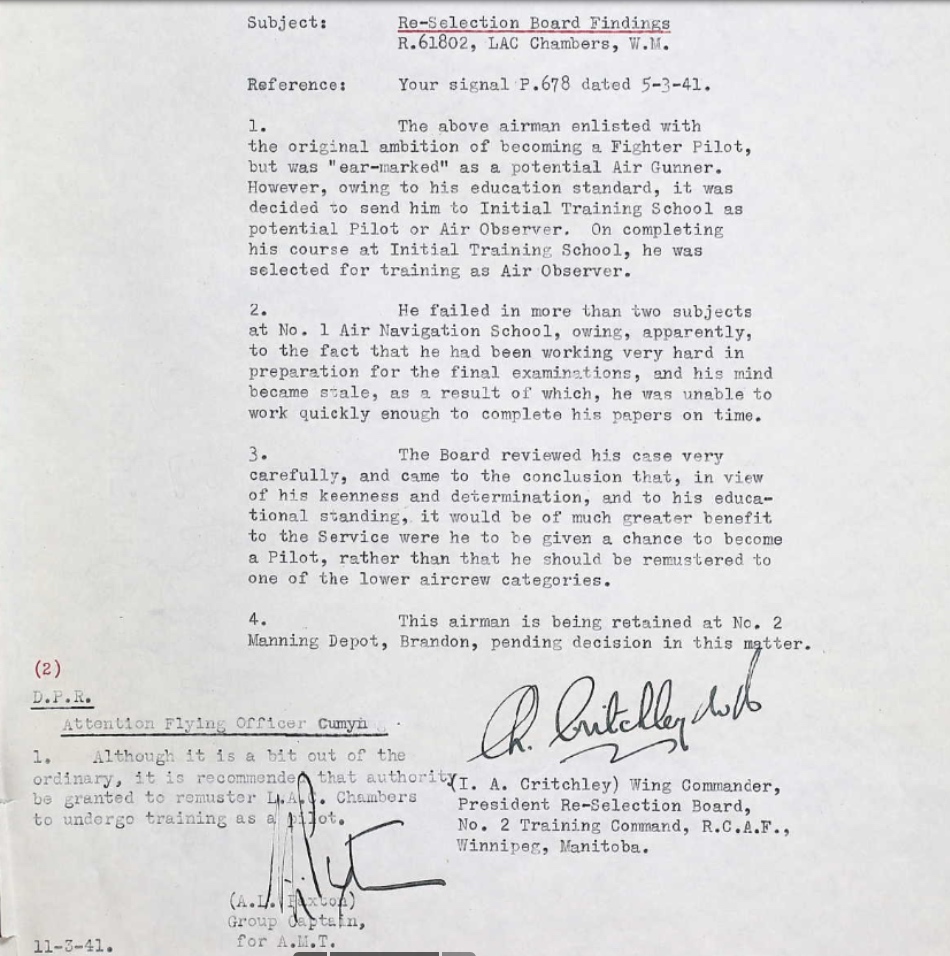 Subject: Re-Selection Board Findings
R.61802, LAC Chambers, W.M.
Reference: Your signal P.678 dated 5-3-41.
1. The above airman enlisted with
the original ambition of becoming a Fighter Pilot,
but was "ear-marked" as a potential Air Gunner.
However, owing to his education standard, it was
decided to send him to Initial Training School as
potential Pilot or Air Observer. On completing
his course at Initial Training School, he was
selected for training as Air Observer.
2. He failed in more than two subjects
at No. 1 Air Navigation School, owing, apparently,
to the fact that he had been working very hard in
preparation for the final examinations, and his mind
became stale, as a result of which, he was unable to
work quickly enough to complete his papers on time.
3. The Board reviewed his case very
carefully, and came to the conclusion that, in view
of his keenness and determination, and to his educa-
tional standing, it would be of much greater benefit
to the Service were he to be given a chance to become
a Pilot, rather than that he should be remustered to
one of the lower aircrew categories.
4. This airman is being retained at No. 2
Manning Depot, Brandon, pending decision in this matter.
(2)
D.P.R.
Attention Flying Officer Cumyn
1. Although it is a bit out of the
ordinary, it is recommended that authority
be granted to remuster L.A.C. Chambers
to undergo training as a pilot.
(A.L. Paxton)
Group Captain,
for A.M.T.
11-3-41.
Critchley W/C
(I. A. Critchley) Wing Commander,
President Re-Selection Board,
No. 2 Training Command, R.C.A.F.,
Winnipeg, Manitoba.